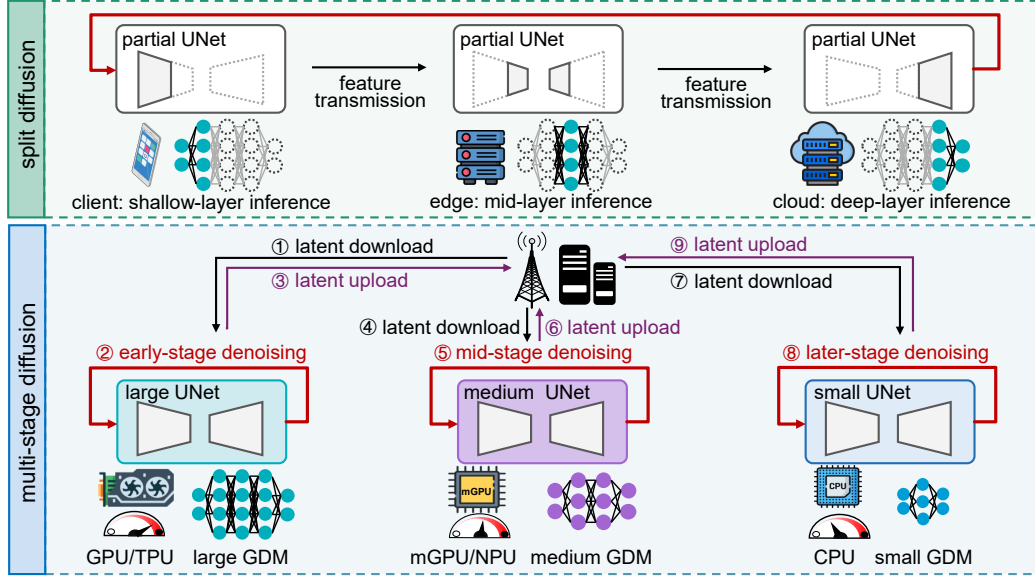 split diffusion
partial UNet
partial UNet
partial UNet
feature
transmission
feature
transmission
client: shallow-layer inference
edge: mid-layer inference
cloud: deep-layer inference
multi-stage diffusion
① latent download
③ latent upload
④ latent download
⑥ latent upload
⑨ latent upload
⑦ latent download
② early-stage denoising
⑤ mid-stage denoising
⑧ later-stage denoising
large UNet
medium UNet
small UNet
mGPU
CPU
GPU/TPU
large GDM
mGPU/NPU
medium GDM
CPU
small GDM